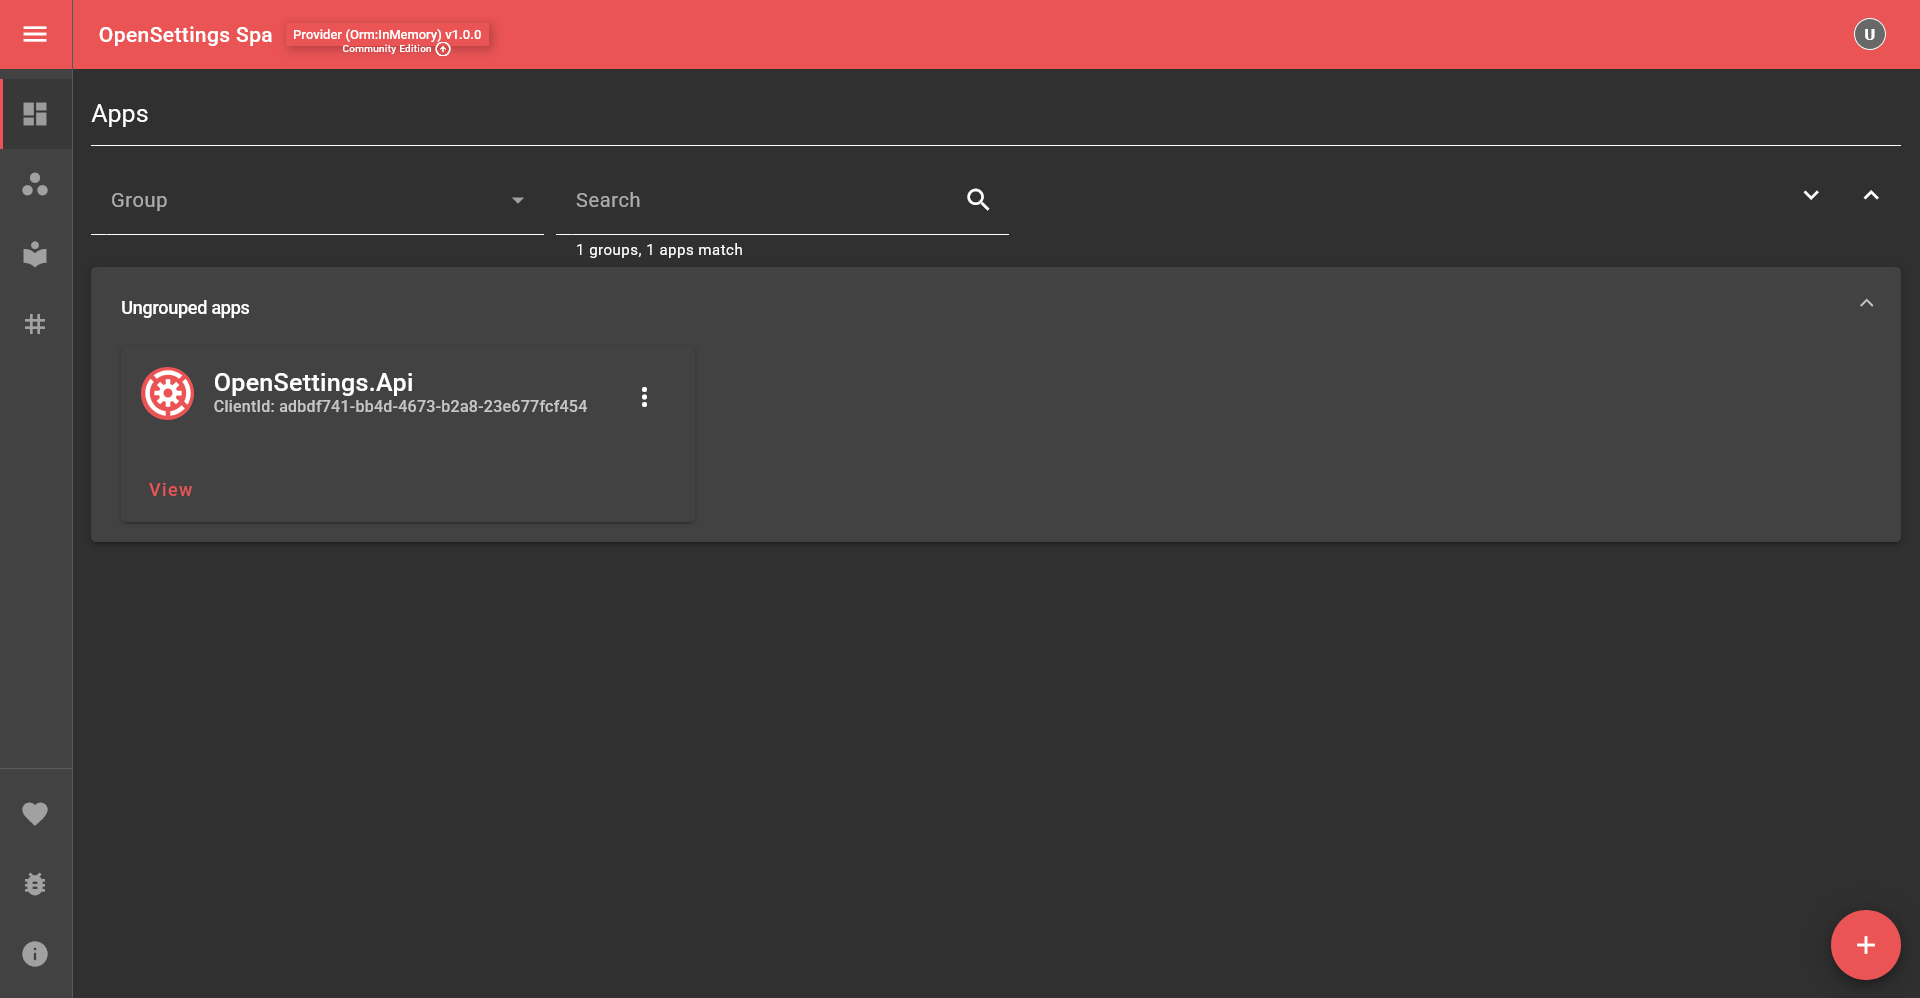 OpenSettings Spa
Provider (Orm:InMemory) v1.0.0
Community Edition
U
Apps
Group
Search
1 groups, 1 apps match
Ungrouped apps
OpenSettings.Api
ClientId: adbdf741-bb4d-4673-b2a8-23e677fcf454
View